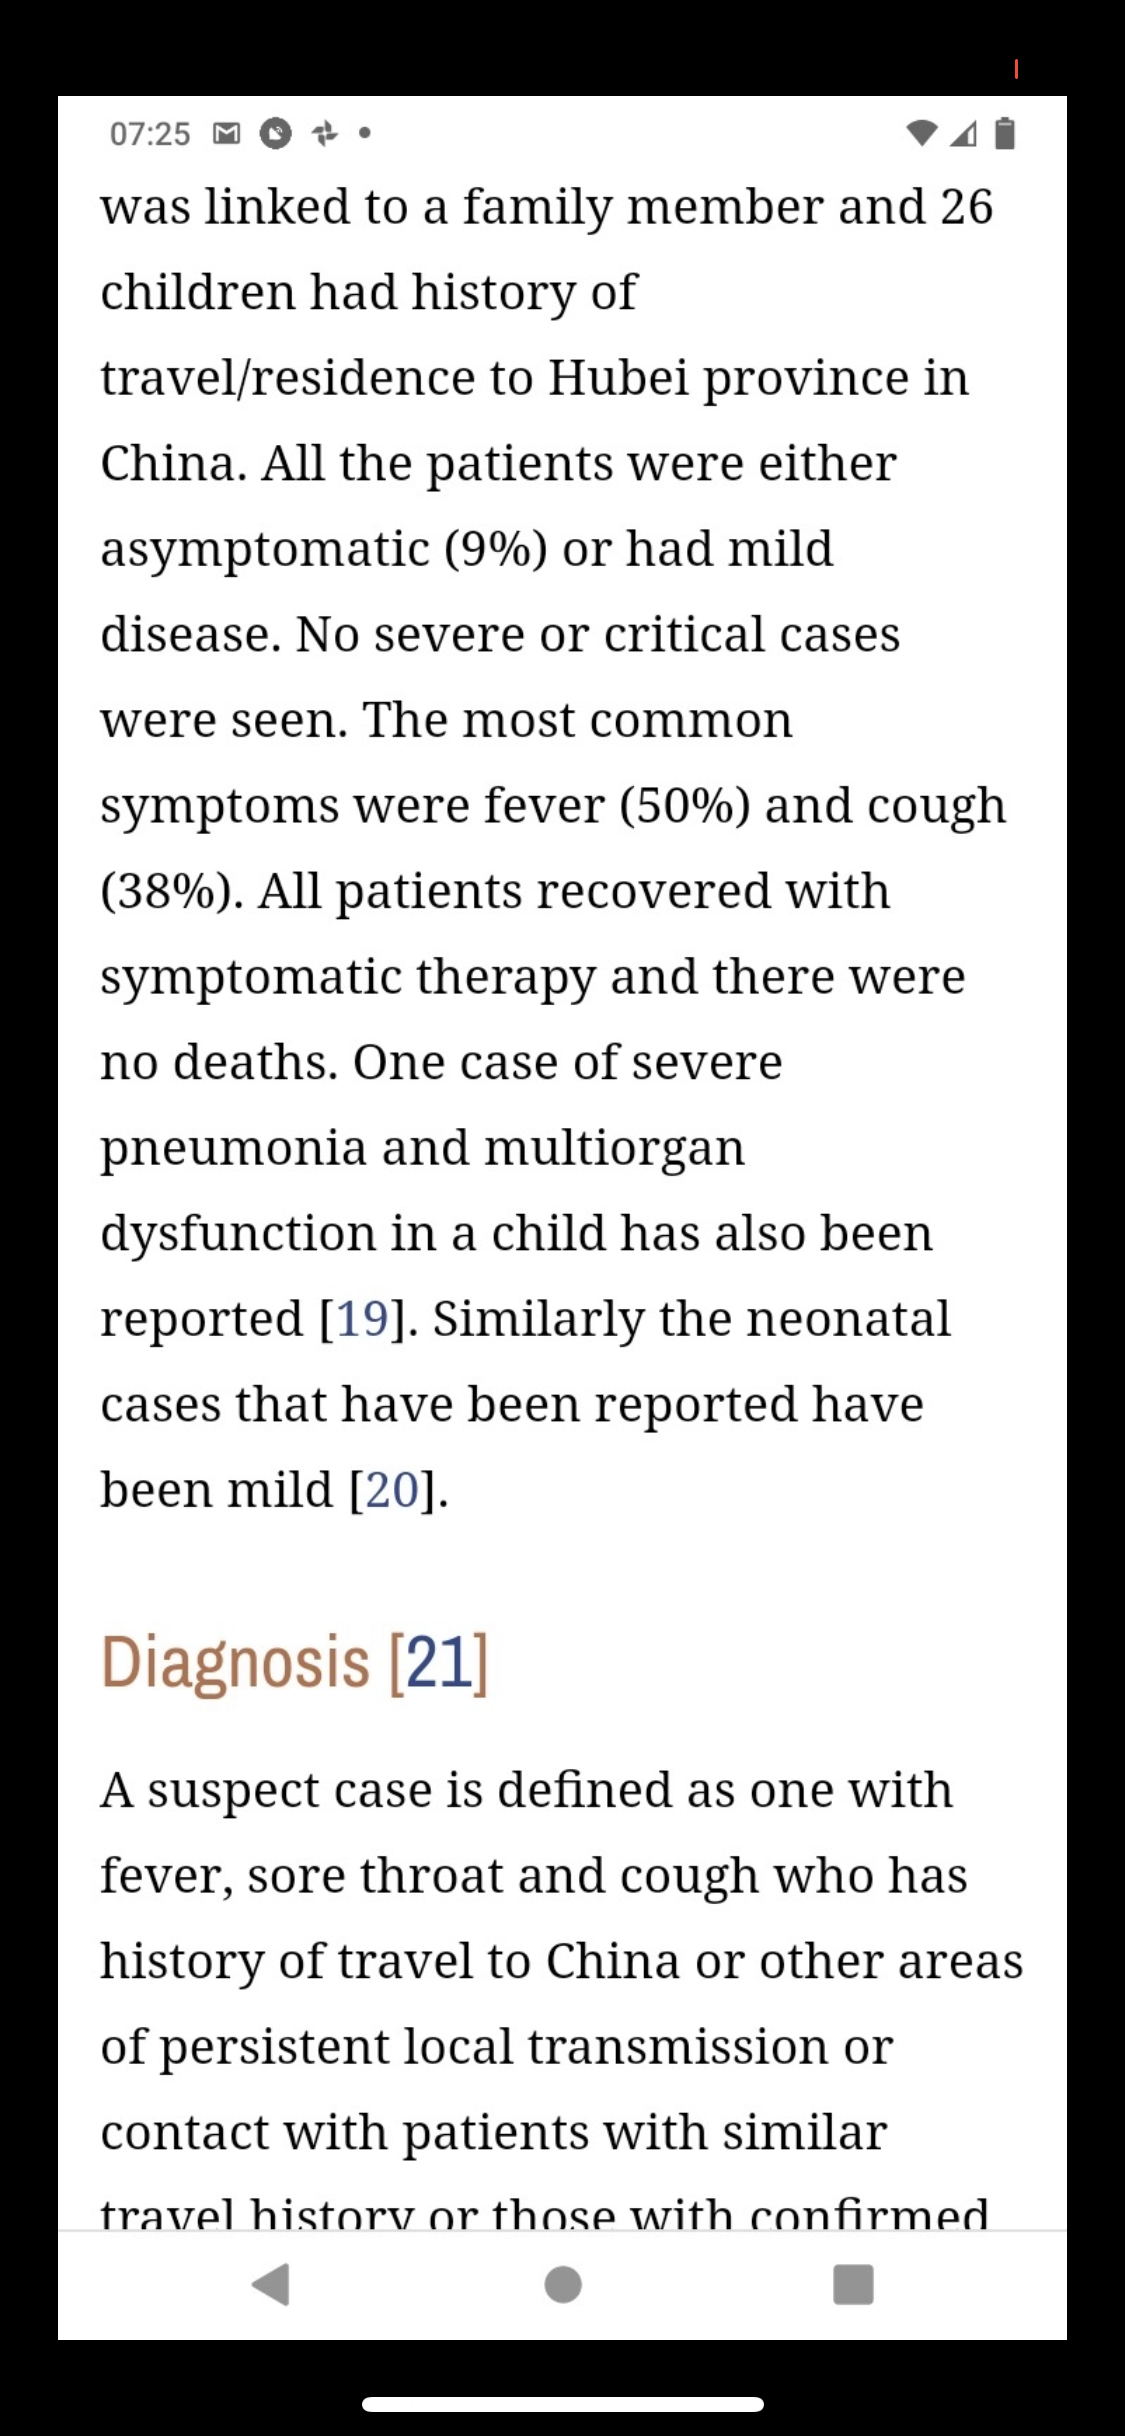 07:25
was linked to a family member and 26
children had history of
travel/residence to Hubei province in
China. All the patients were either
asymptomatic (9%) or had mild
disease. No severe or critical cases
were seen. The most common
symptoms were fever (50%) and cough
(38%). All patients recovered with
symptomatic therapy and there were
no deaths. One case of severe
pneumonia and multiorgan
dysfunction in a child has also been
reported [19]. Similarly the neonatal
cases that have been reported have
been mild [20].
Diagnosis [21]
A suspect case is defined as one with
fever, sore throat and cough who has
history of travel to China or other areas
of persistent local transmission or
contact with patients with similar
travel history or those with confirmed